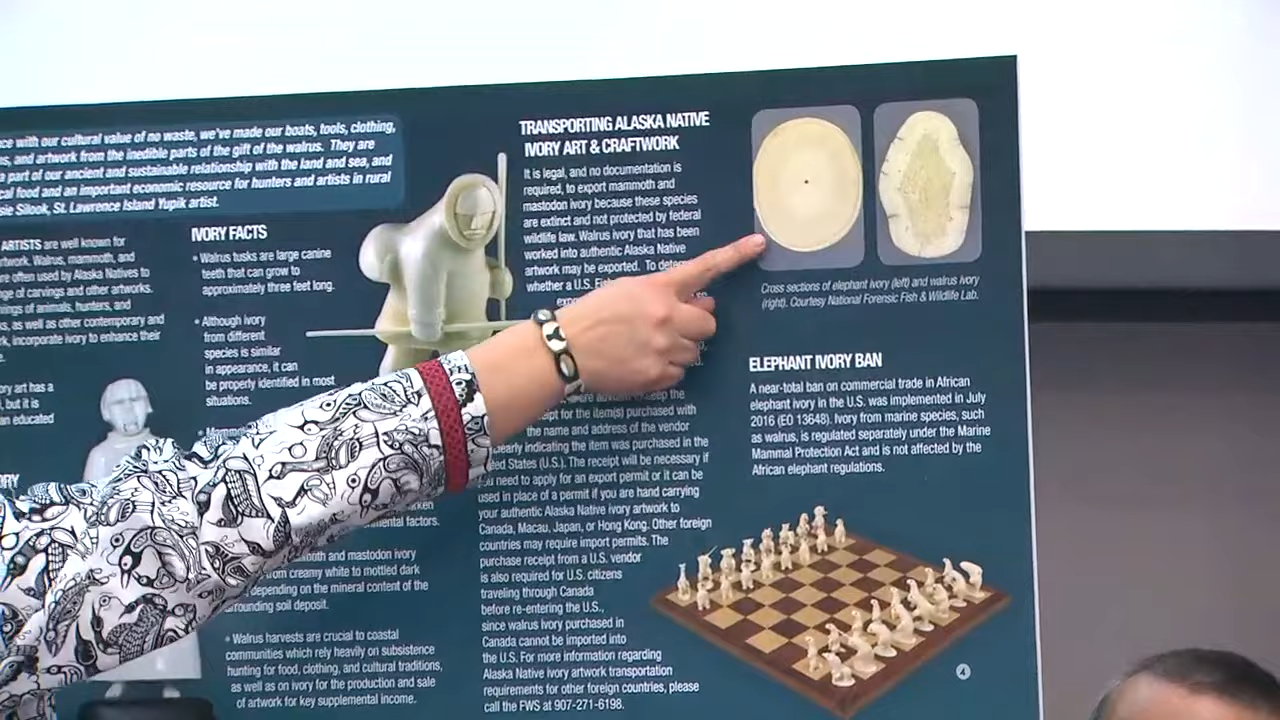 ce with our cultural value of no waste, we've made our boats, tools, clothing,
s, and artwork from the inedible parts of the gift of the walrus. They are
a part of our ancient and sustainable relationship with the land and sea, and
cal food and an important economic resource for hunters and artists in rural
sie Silook, St. Lawrence Island Yupik artist.
ARTISTS are well known for
rtwork. Walrus, mammoth, and
re often used by Alaska Natives to
nge of carvings and other artworks.
nings of animals, hunters, and
s, as well as other contemporary and
rk, incorporate ivory to enhance their
ory art has a
, but it is
an educated
RY
IVORY FACTS
• Walrus tusks are large canine
teeth that can grow to
approximately three feet long.
• Although ivory
from different
species is similar
in appearance, it can
be properly identified in most
situations.
• Mammo
mental factors.
mooth and mastodon ivory
from creamy white to mottled dark
depending on the mineral content of the
rrounding soil deposit.
• Walrus harvests are crucial to coastal
communities which rely heavily on subsistence
hunting for food, clothing, and cultural traditions,
as well as on ivory for the production and sale
of artwork for key supplemental income.
TRANSPORTING ALASKA NATIVE
IVORY ART & CRAFTWORK
It is legal, and no documentation is
required, to export mammoth and
mastodon ivory because these species
are extinct and not protected by federal
wildlife law. Walrus ivory that has been
worked into authentic Alaska Native
artwork may be exported. To deter
whether a U.S. Fis
exp
keep the
ipt for the item(s) purchased with
the name and address of the vendor
clearly indicating the item was purchased in the
ed States (U.S.). The receipt will be necessary if
you need to apply for an export permit or it can be
used in place of a permit if you are hand carrying
your authentic Alaska Native ivory artwork to
Canada, Macau, Japan, or Hong Kong. Other foreign
countries may require import permits. The
purchase receipt from a U.S. vendor
is also required for U.S. citizens
traveling through Canada
before re-entering the U.S.,
since walrus ivory purchased in
Canada cannot be imported into
the U.S. For more information regarding
Alaska Native ivory artwork transportation
requirements for other foreign countries, please
call the FWS at 907-271-6198.
Cross sections of elephant ivory (left) and walrus ivory
(right). Courtesy National Forensic Fish & Wildlife Lab.
ELEPHANT IVORY BAN
A near-total ban on commercial trade in African
elephant ivory in the U.S. was implemented in July
2016 (EO 13648). Ivory from marine species, such
as walrus, is regulated separately under the Marine
Mammal Protection Act and is not affected by the
African elephant regulations.
4